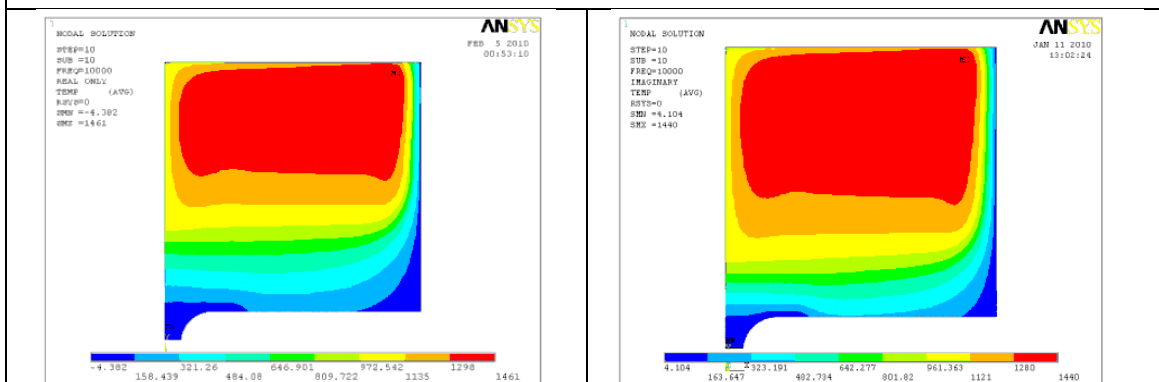 1
NODAL SOLUTION
STEP=10
SUB =10
FREQ=10000
REAL ONLY
TEMP (AVG)
RSYS=0
SMN =-4.382
SMX =1461
ANSYS
FEB 5 2010
00:53:10
-4.382 321.26 646.901 972.542 1298
158.439 484.08 809.722 1135 1461
1
NODAL SOLUTION
STEP=10
SUB =10
FREQ=10000
IMAGINARY
TEMP (AVG)
RSYS=0
SMN =4.104
SMX =1440
ANSYS
JAN 11 2010
13:02:24
4.104 323.191 642.277 961.363 1280
163.647 482.734 801.82 1121 1440